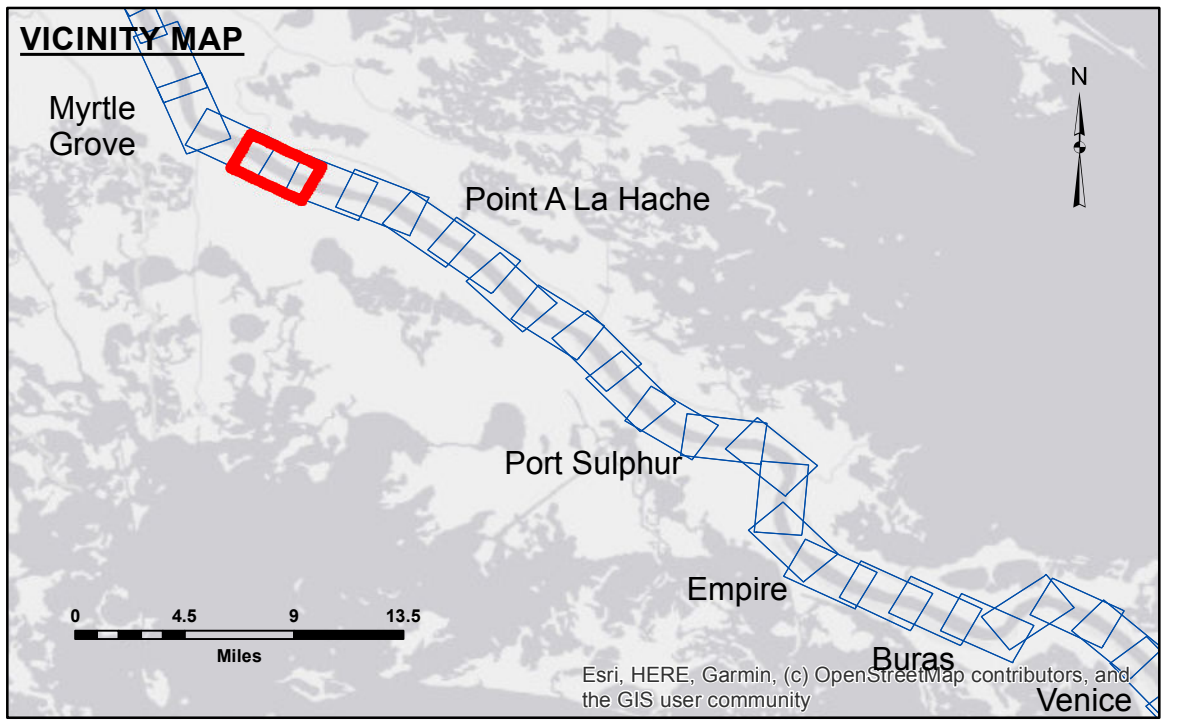 VICINITY MAP
N
Myrtle
Grove
Point A La Hache
Port Sulphur
Empire
0 4.5 9 13.5
Miles
Buras
Esri, HERE, Garmin, (c) OpenStreetMap contributors, and
the GIS user community
Venice